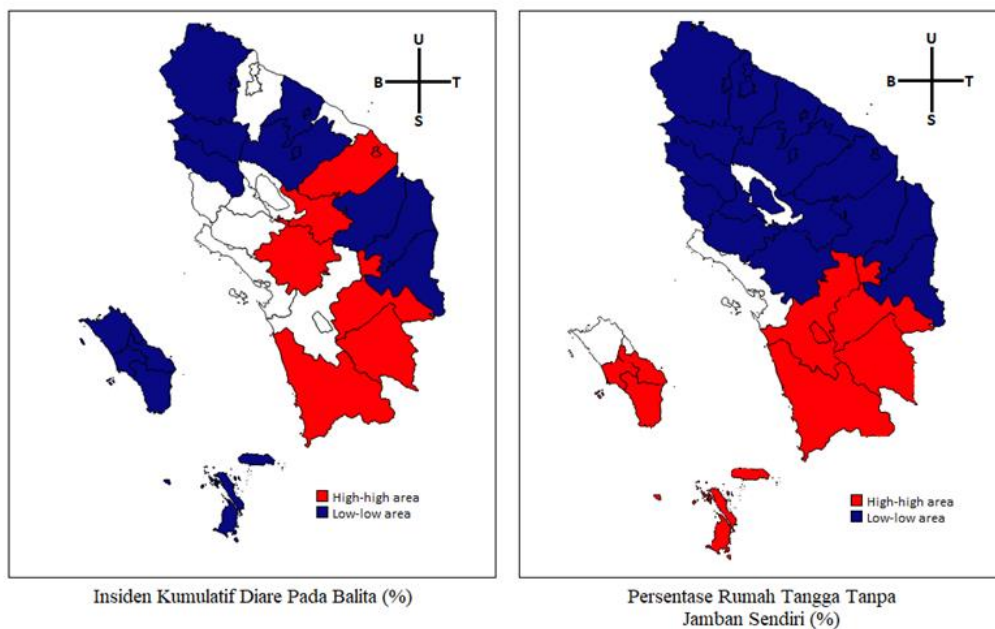 U
B T
S
High-high area
Low-low area
Insiden Kumulatif Diare Pada Balita (%)
U
B T
S
High-high area
Low-low area
Persentase Rumah Tangga Tanpa
Jamban Sendiri (%)